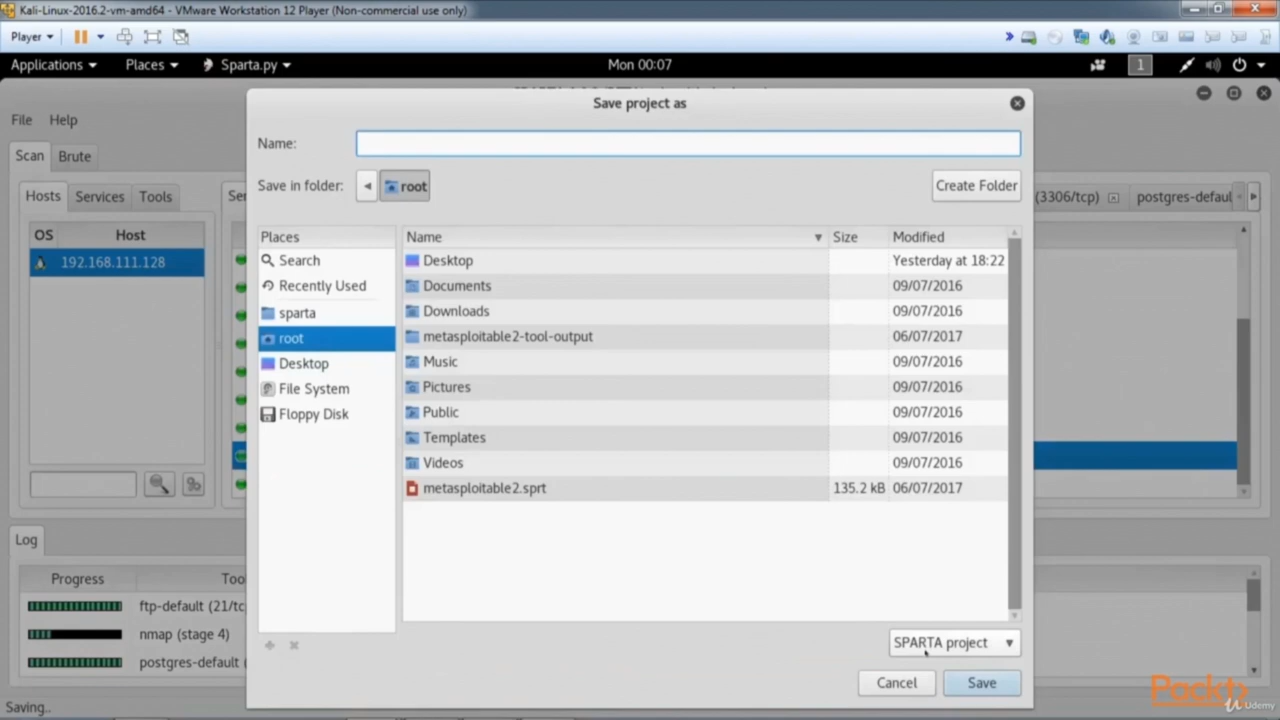 Kali-Linux-2016.2-vm-amd64 - VMware Workstation 12 Player (Non-commercial use only)
Player
Applications Places Sparta.py Mon 00:07 1
Save project as
File Help
Name:
Scan Brute
Save in folder: root Create Folder
Hosts Services Tools Ser (3306/tcp) postgres-defaul
OS Host
Places Name Size Modified
192.168.111.128
Search Desktop Yesterday at 18:22
Recently Used Documents 09/07/2016
sparta Downloads 09/07/2016
root metasploitable2-tool-output 06/07/2017
Desktop Music 09/07/2016
File System Pictures 09/07/2016
Floppy Disk Public 09/07/2016
Templates 09/07/2016
Videos 09/07/2016
metasploitable2.sprt 135.2 kB 06/07/2017
Log
Progress Too
ftp-default (21/tc
nmap (stage 4)
SPARTA project
postgres-default (
Cancel Save
Saving..
Packt
Udemy